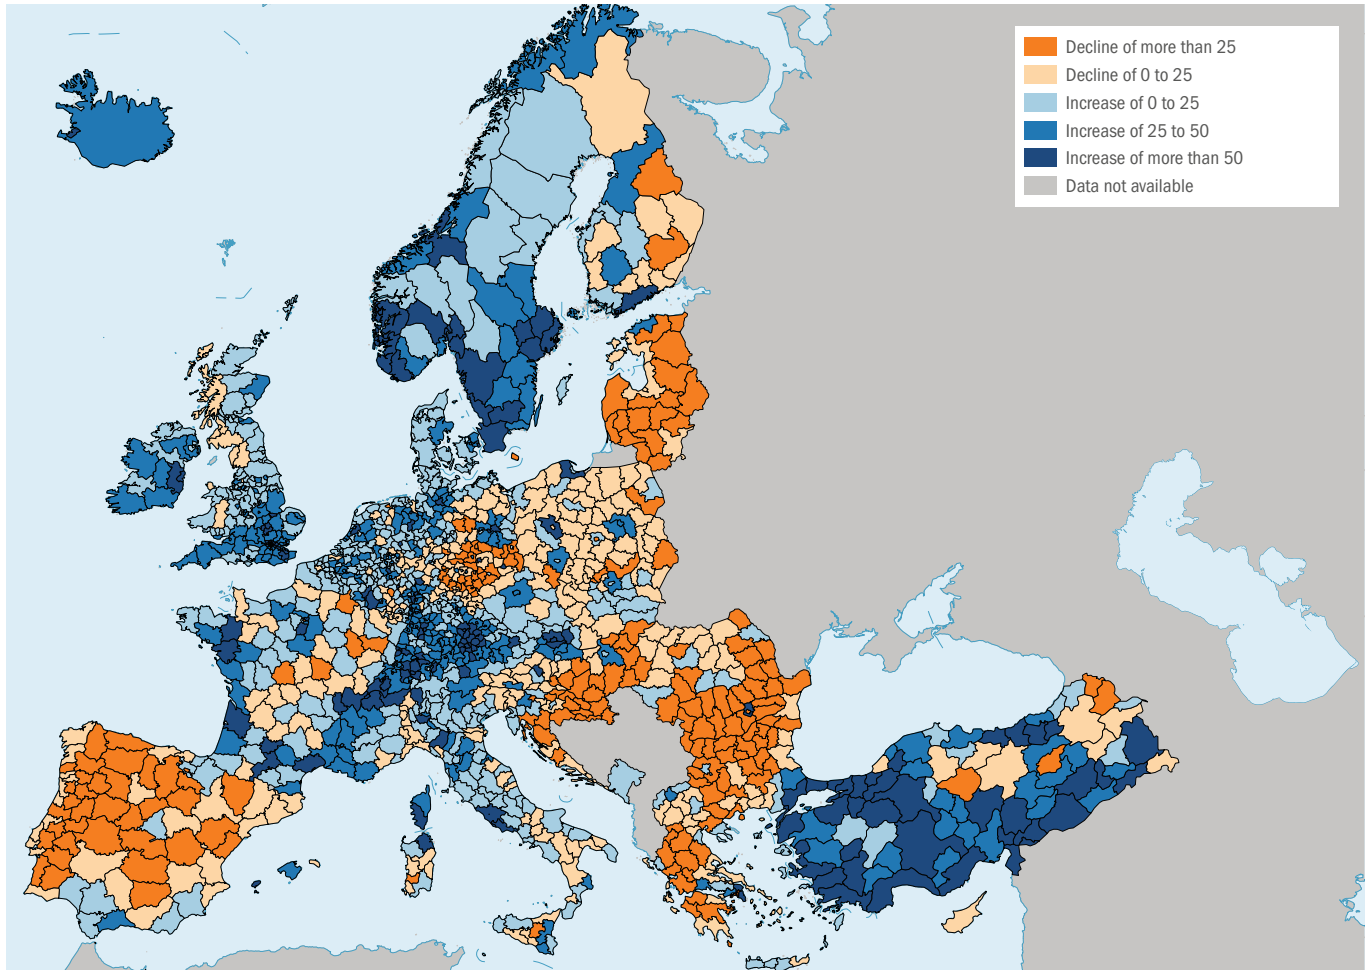 Decline of more than 25
Decline of 0 to 25
Increase of 0 to 25
Increase of 25 to 50
Increase of more than 50
Data not available